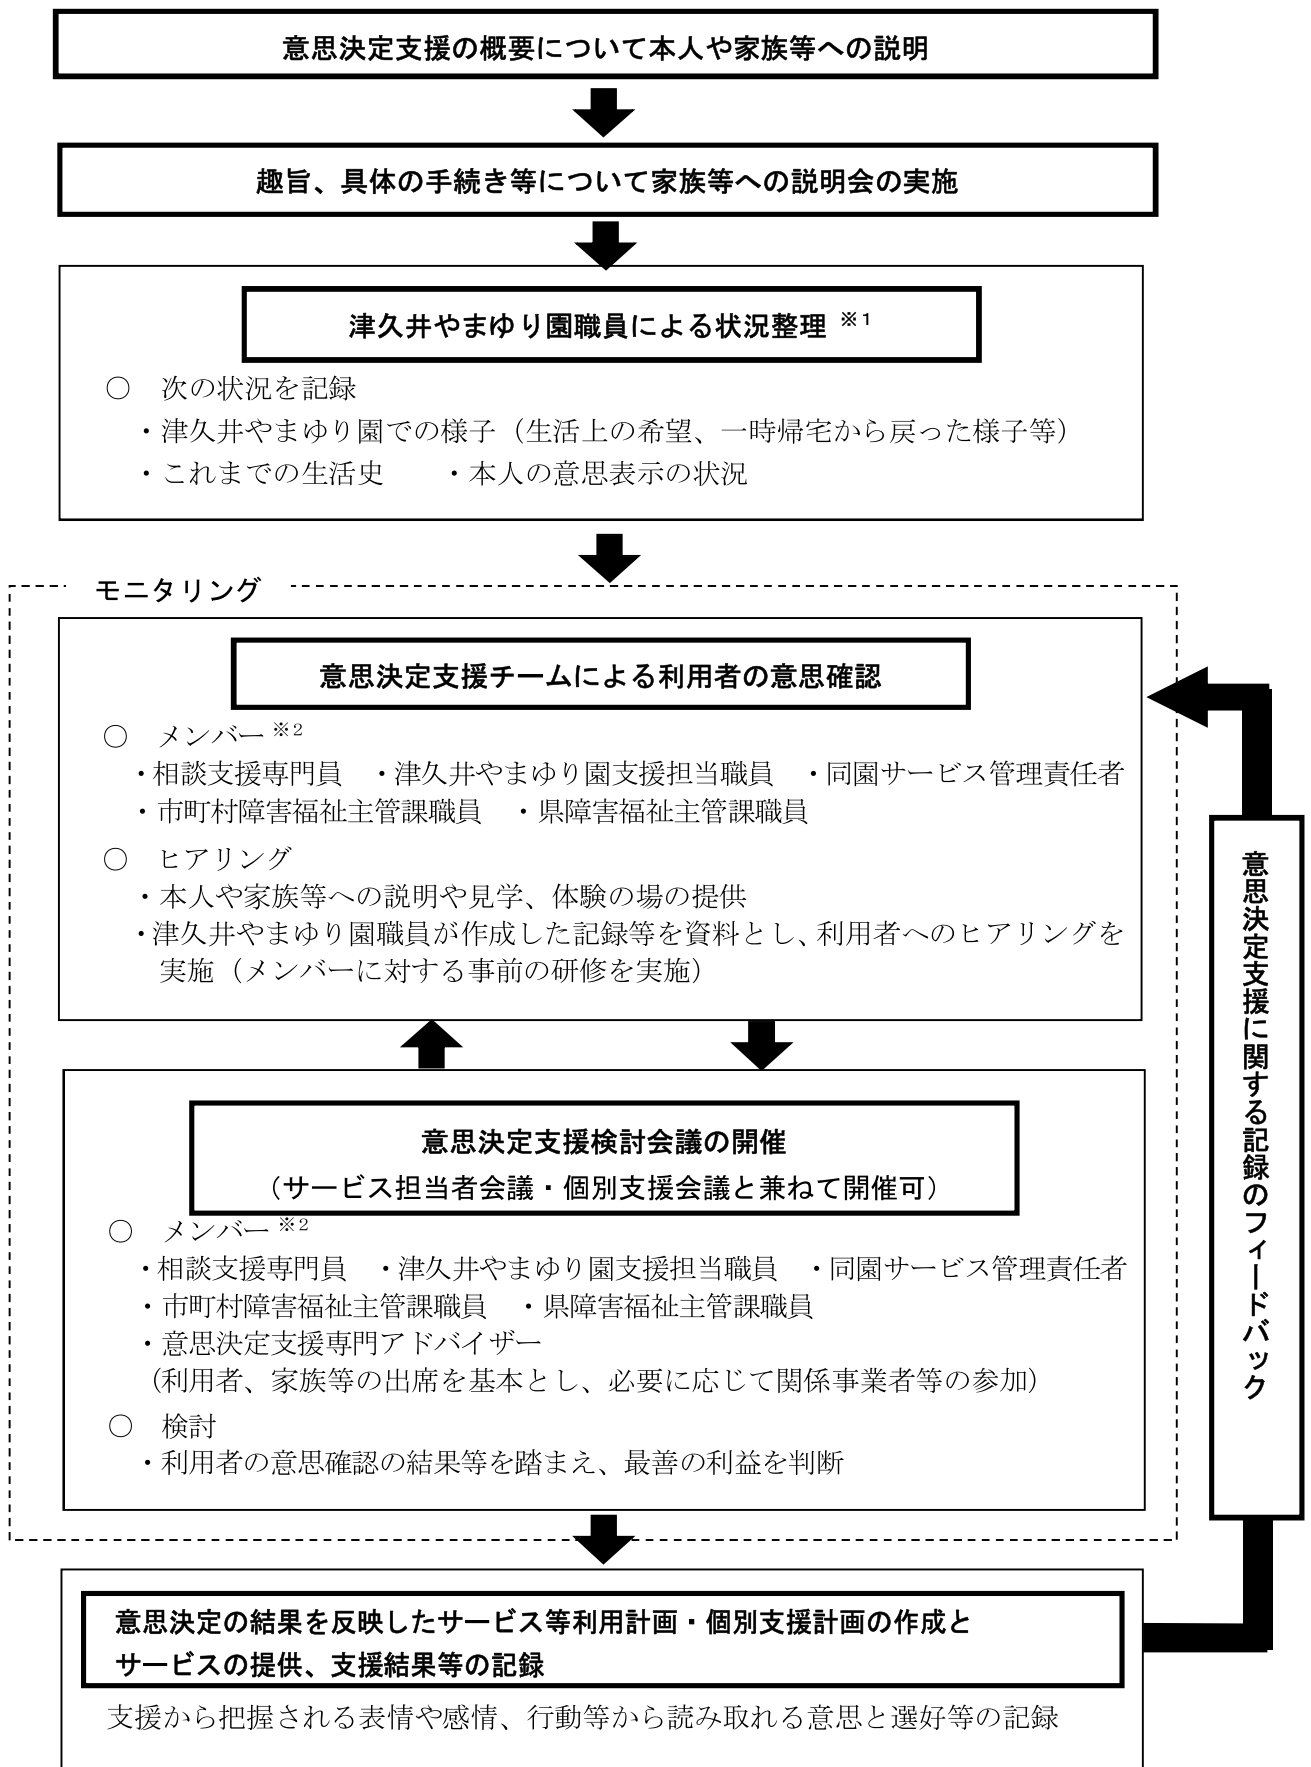 意思決定支援の概要について本人や家族等への説明
趣旨、具体の手続き等について家族等への説明会の実施
津久井やまゆり園職員による状況整理 ※1
○　次の状況を記録
・津久井やまゆり園での様子（生活上の希望、一時帰宅から戻った様子等）
・これまでの生活史　　・本人の意思表示の状況
モニタリング
意思決定支援チームによる利用者の意思確認
○　メンバー ※2
・相談支援専門員　・津久井やまゆり園支援担当職員　・同園サービス管理責任者
・市町村障害福祉主管課職員　・県障害福祉主管課職員
○　ヒアリング
・本人や家族等への説明や見学、体験の場の提供
・津久井やまゆり園職員が作成した記録等を資料とし、利用者へのヒアリングを
実施（メンバーに対する事前の研修を実施）
意思決定支援検討会議の開催
（サービス担当者会議・個別支援会議と兼ねて開催可）
○　メンバー ※2
・相談支援専門員　・津久井やまゆり園支援担当職員　・同園サービス管理責任者
・市町村障害福祉主管課職員　・県障害福祉主管課職員
・意思決定支援専門アドバイザー
（利用者、家族等の出席を基本とし、必要に応じて関係事業者等の参加）
○　検討
・利用者の意思確認の結果等を踏まえ、最善の利益を判断
意思決定の結果を反映したサービス等利用計画・個別支援計画の作成と
サービスの提供、支援結果等の記録
支援から把握される表情や感情、行動等から読み取れる意思と選好等の記録
意思決定支援に関する記録のフィードバック